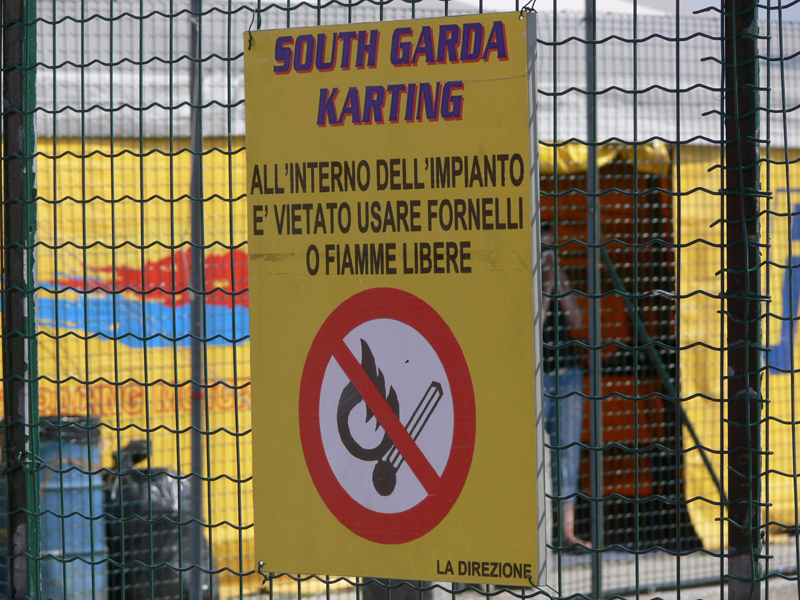 SOUTH GARDA
KARTING
ALL'INTERNO DELL'IMPIANTO
E' VIETATO USARE FORNELLI
O FIAMME LIBERE
LA DIREZIONE